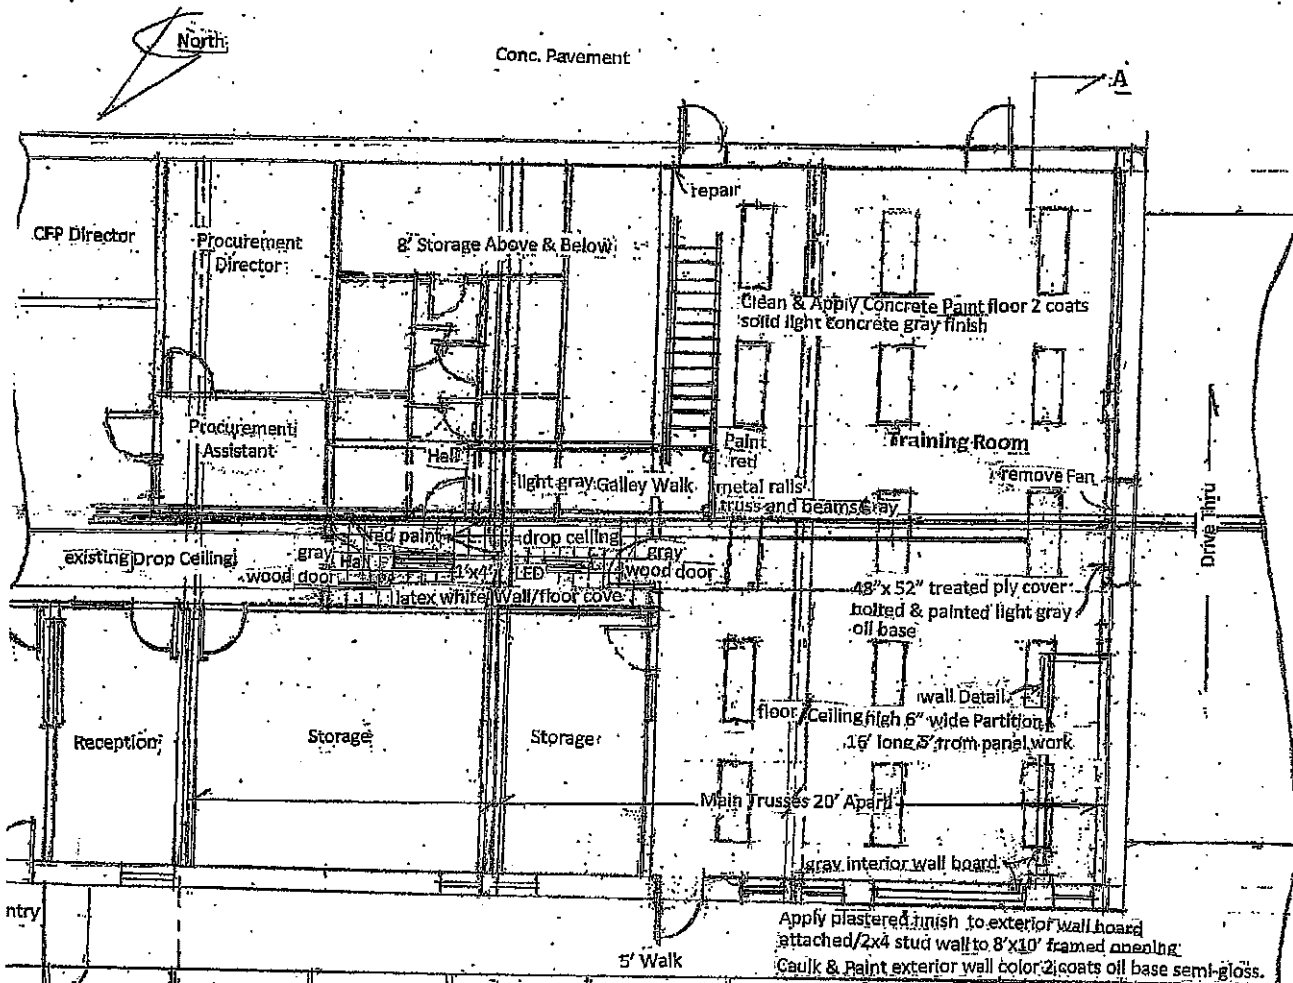 North
Conc. Pavement
A
repair
CFP Director
Procurement
Director
8' Storage Above & Below
Clean & Apply Concrete Paint floor 2 coats
solid light concrete gray finish
Procurement
Assistant
Hall
Paint
red
Training Room
light gray Galley Walk
metal rails
truss and beams Gray
remove Fan
Drive Thru
existing Drop Ceiling
red paint
drop ceiling
gray
wood door
Hall
1'x4' LED
gray
wood door
latex white Wall/floor cove
48"x 52" treated ply cover
bolted & painted light gray
oil base
wall Detail
floor/Ceiling high 6" wide Partition
16' long 5' from panel work
Reception
Storage
Storage
Main Trusses 20' Apart
gray interior wall board
ntry
5' Walk
Apply plastered finish to exterior wall board
attached/2x4 stud wall to 8'x10' framed opening
Caulk & Paint exterior wall color 2 coats oil base semi-gloss.